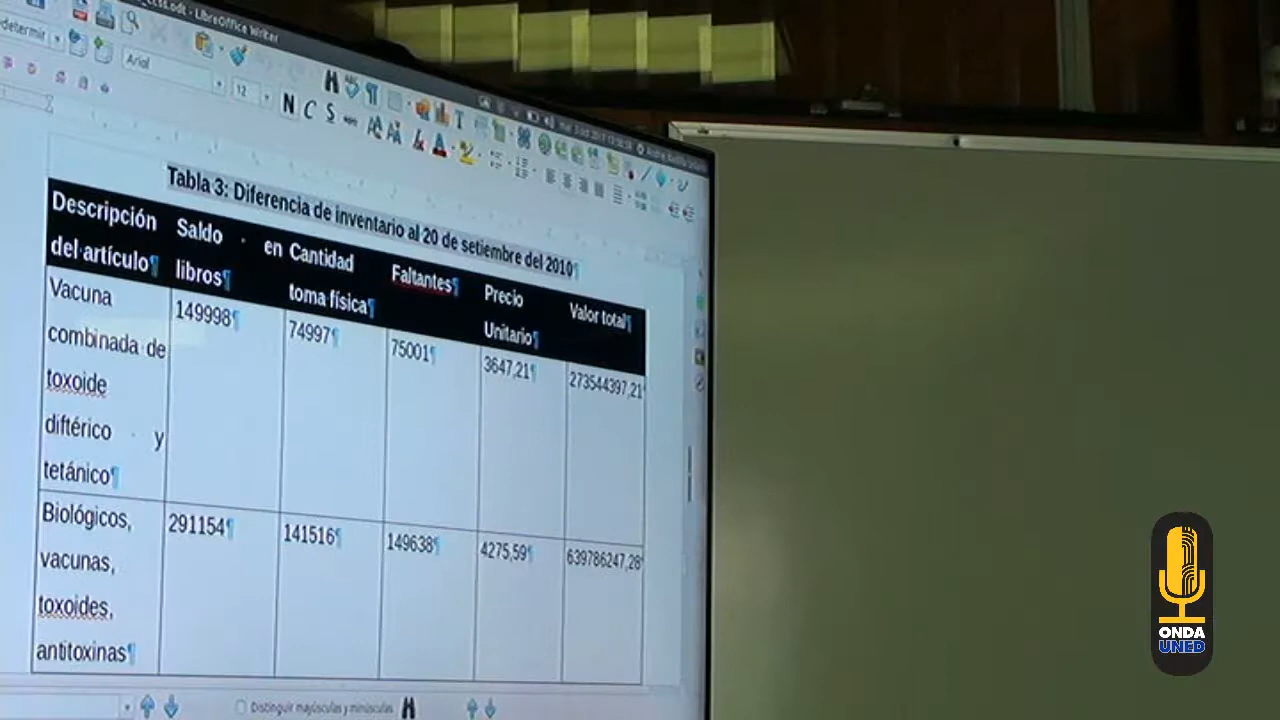 LibreOffice Writer
Arial
12
N C S
Tabla 3: Diferencia de inventario al 20 de setiembre del 2010¶
Descripción
del artículo¶
Saldo en
libros¶
Cantidad
toma física¶
Faltantes¶
Precio
Unitario¶
Valor total¶
Vacuna
combinada de
toxoide
diftérico y
tetánico¶
149998¶
74997¶
75001¶
3647,21¶
273544397,21
Biológicos,
vacunas,
toxoides,
antitoxinas¶
291154¶
141516¶
149638¶
4275,59¶
639786247,28
Distinguir mayúsculas y minúsculas
ONDA
UNED